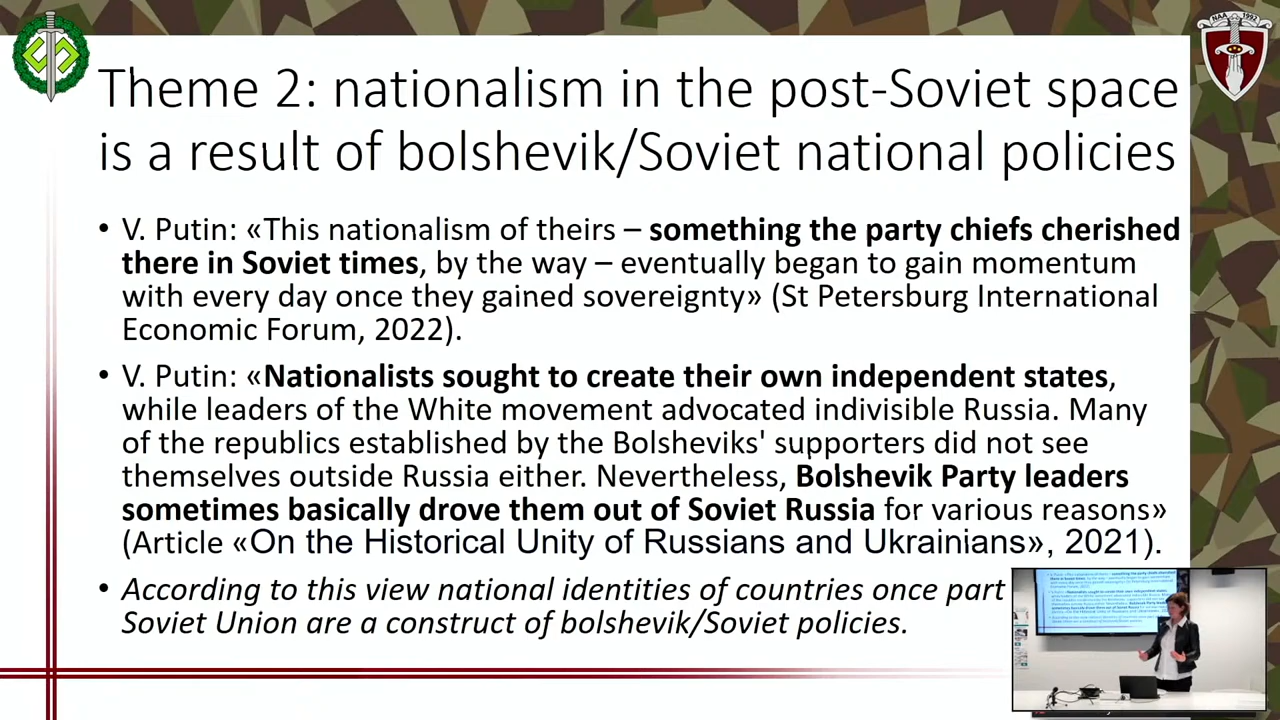 Theme 2: nationalism in the post-Soviet space
is a result of bolshevik/Soviet national policies
• V. Putin: «This nationalism of theirs – something the party chiefs cherished
there in Soviet times, by the way – eventually began to gain momentum
with every day once they gained sovereignty» (St Petersburg International
Economic Forum, 2022).
• V. Putin: «Nationalists sought to create their own independent states,
while leaders of the White movement advocated indivisible Russia. Many
of the republics established by the Bolsheviks' supporters did not see
themselves outside Russia either. Nevertheless, Bolshevik Party leaders
sometimes basically drove them out of Soviet Russia for various reasons»
(Article «On the Historical Unity of Russians and Ukrainians», 2021).
• According to this view national identities of countries once part
Soviet Union are a construct of bolshevik/Soviet policies.
NAA 1992